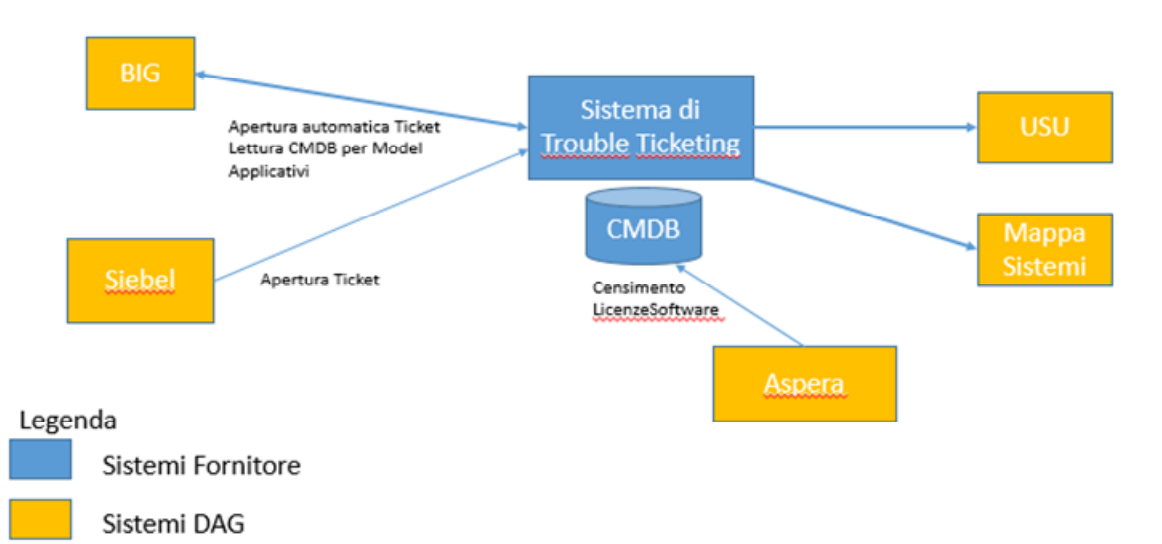 BIG
Sistema di
Trouble Ticketing
USU
Apertura automatica Ticket
Lettura CMDB per Model
Applicativi
CMDB
Mappa
Sistemi
Siebel
Apertura Ticket
Censimento
LicenzeSoftware
Aspera
Legenda
Sistemi Fornitore
Sistemi DAG